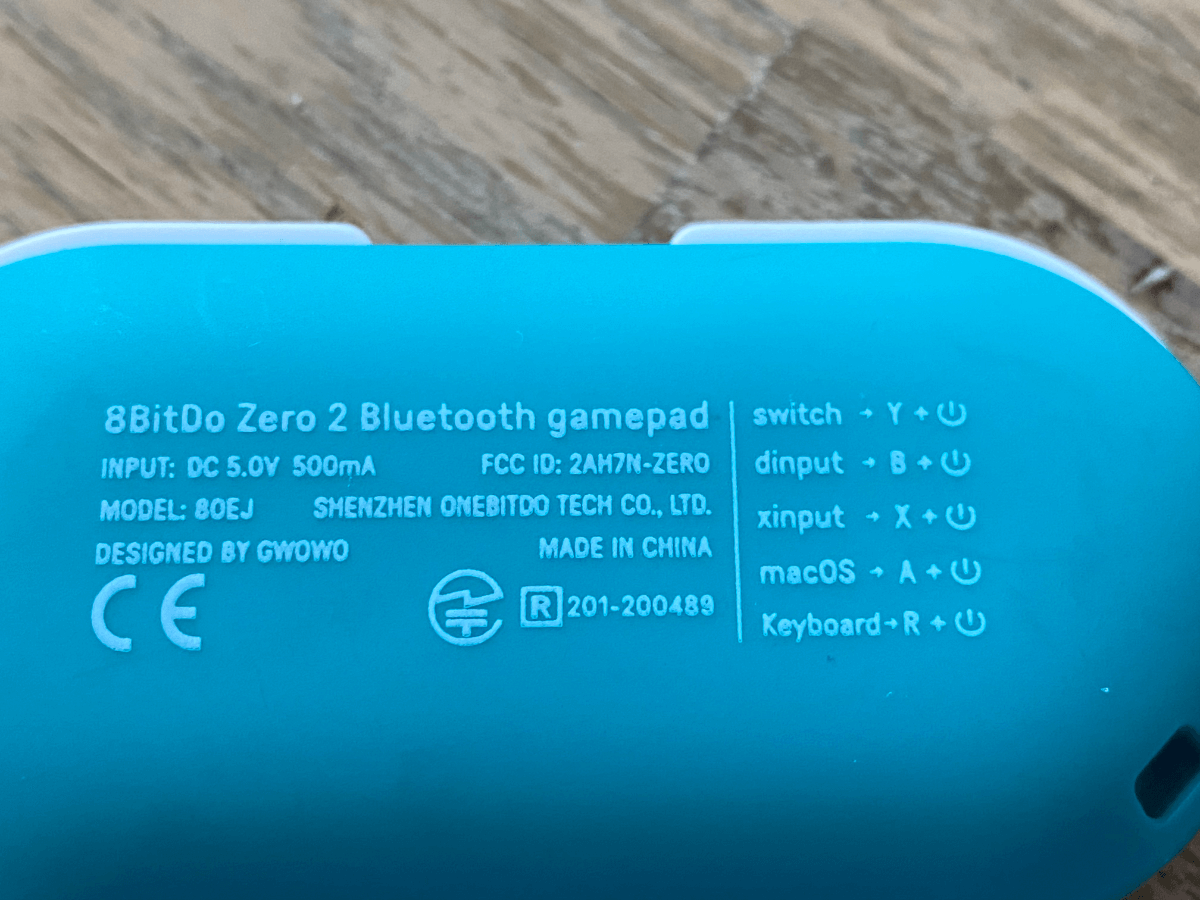 8BitDo Zero 2 Bluetooth gamepad
INPUT: DC 5.0V 500mA FCC ID: 2AH7N-ZERO
MODEL: 80EJ SHENZHEN ONEBITDO TECH CO., LTD.
DESIGNED BY GWOWO MADE IN CHINA
CE R 201-200489
switch → Y + ⏻
dinput → B + ⏻
xinput → X + ⏻
macOS → A + ⏻
Keyboard→R + ⏻